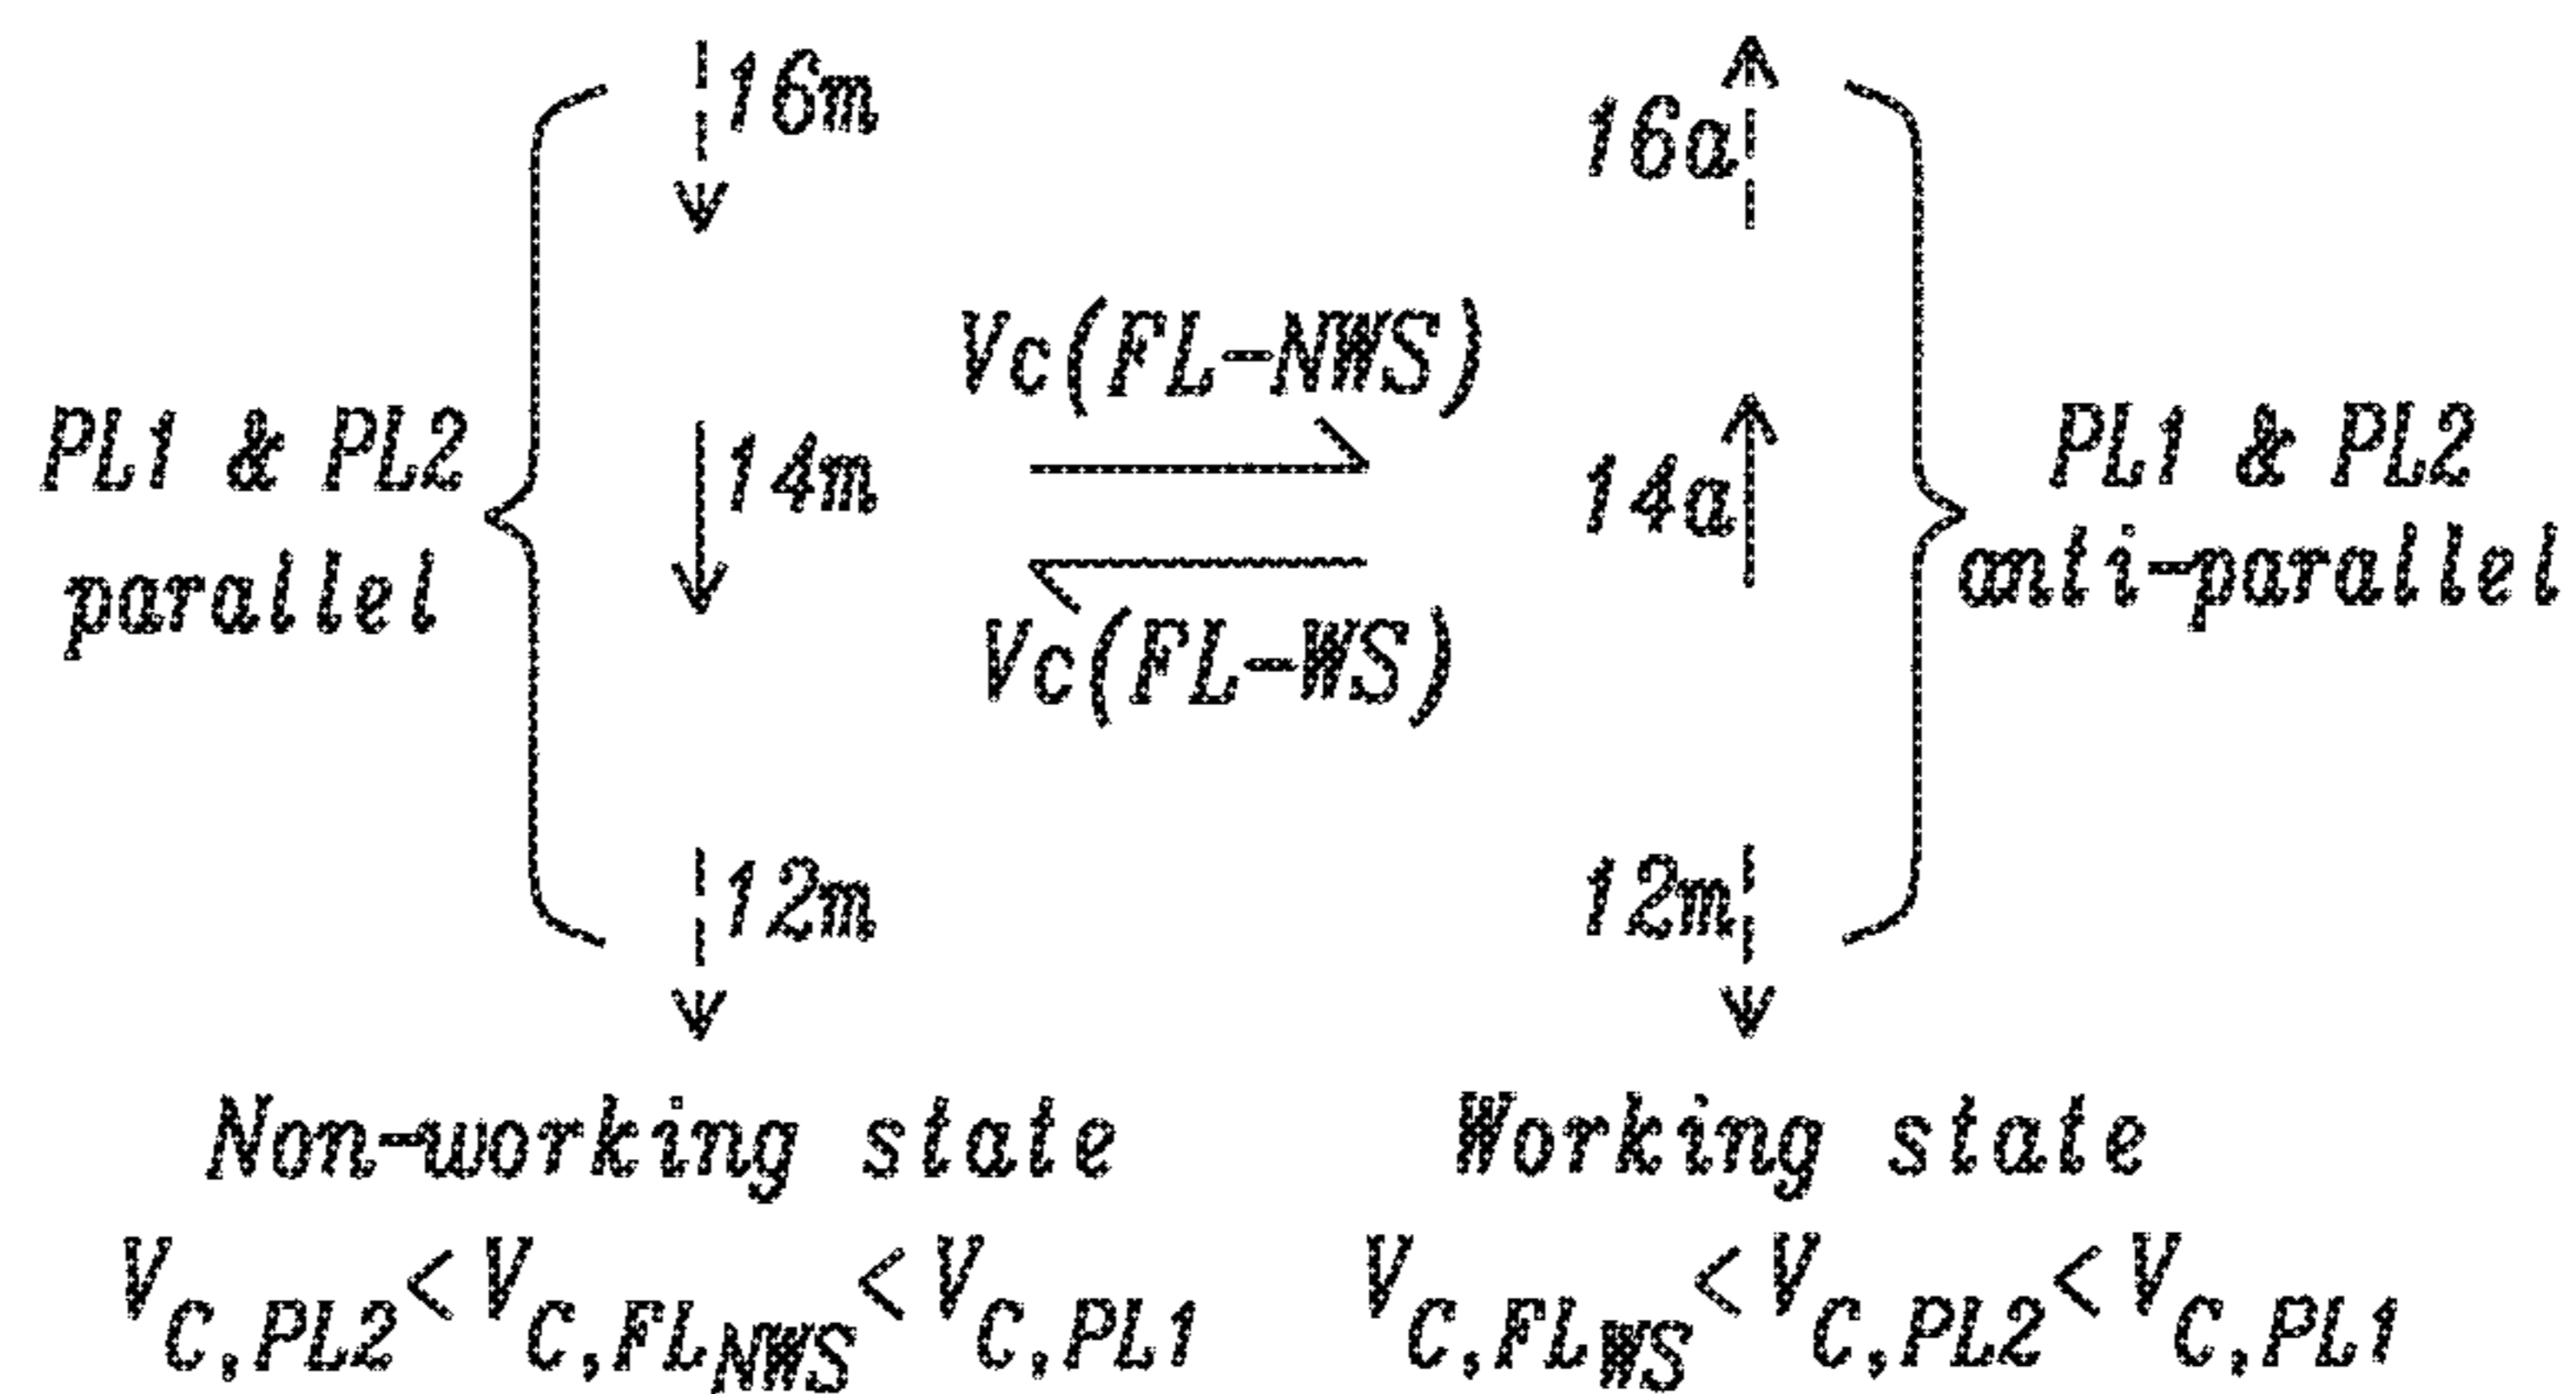 16m
16a
Vc(FL-NWS)
PL1 & PL2
parallel
14m
14a
PL1 & PL2
anti-parallel
Vc(FL-WS)
12m
12m
Non-working state
Working state
V_C,PL2 < V_C,FL_NWS < V_C,PL1
V_C,FL_WS < V_C,PL2 < V_C,PL1